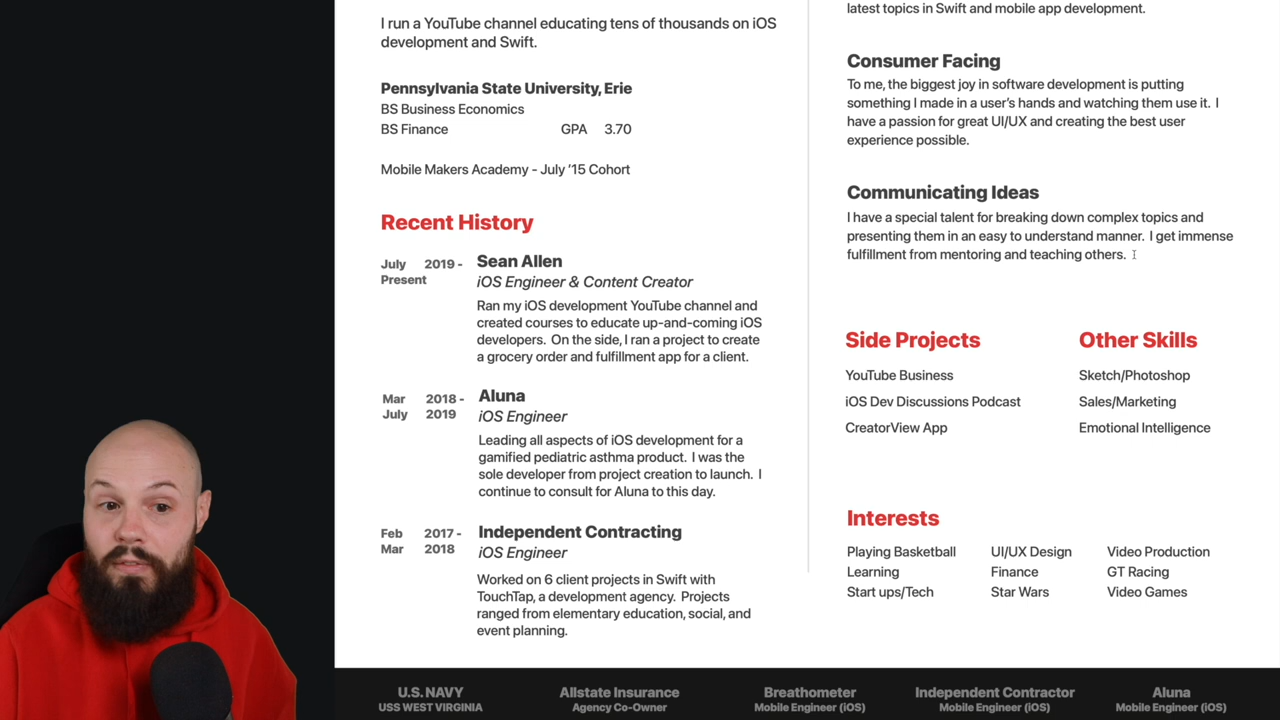 I run a YouTube channel educating tens of thousands on iOS
development and Swift.
Pennsylvania State University, Erie
BS Business Economics
BS Finance GPA 3.70
Mobile Makers Academy - July '15 Cohort
Recent History
July 2019 -
Present
Sean Allen
iOS Engineer & Content Creator
Ran my iOS development YouTube channel and
created courses to educate up-and-coming iOS
developers. On the side, I ran a project to create
a grocery order and fulfillment app for a client.
Mar 2018 -
July 2019
Aluna
iOS Engineer
Leading all aspects of iOS development for a
gamified pediatric asthma product. I was the
sole developer from project creation to launch. I
continue to consult for Aluna to this day.
Feb 2017 -
Mar 2018
Independent Contracting
iOS Engineer
Worked on 6 client projects in Swift with
TouchTap, a development agency. Projects
ranged from elementary education, social, and
event planning.
latest topics in Swift and mobile app development.
Consumer Facing
To me, the biggest joy in software development is putting
something I made in a user's hands and watching them use it. I
have a passion for great UI/UX and creating the best user
experience possible.
Communicating Ideas
I have a special talent for breaking down complex topics and
presenting them in an easy to understand manner. I get immense
fulfillment from mentoring and teaching others.
Side Projects
YouTube Business
iOS Dev Discussions Podcast
CreatorView App
Other Skills
Sketch/Photoshop
Sales/Marketing
Emotional Intelligence
Interests
Playing Basketball UI/UX Design Video Production
Learning Finance GT Racing
Start ups/Tech Star Wars Video Games
U.S. NAVY
USS WEST VIRGINIA
Allstate Insurance
Agency Co-Owner
Breathometer
Mobile Engineer (iOS)
Independent Contractor
Mobile Engineer (iOS)
Aluna
Mobile Engineer (iOS)